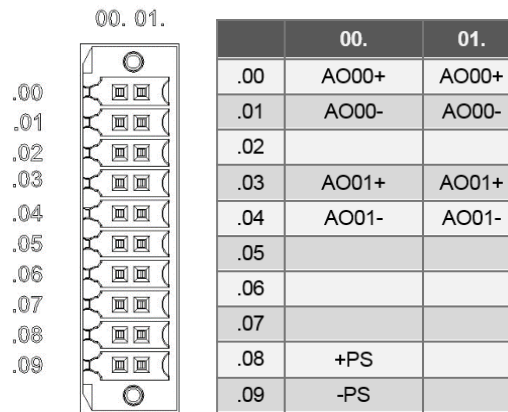 00. 01.
.00
.01
.02
.03
.04
.05
.06
.07
.08
.09
00. 01.
.00 AO00+ AO00+
.01 AO00- AO00-
.02
.03 AO01+ AO01+
.04 AO01- AO01-
.05
.06
.07
.08 +PS
.09 -PS